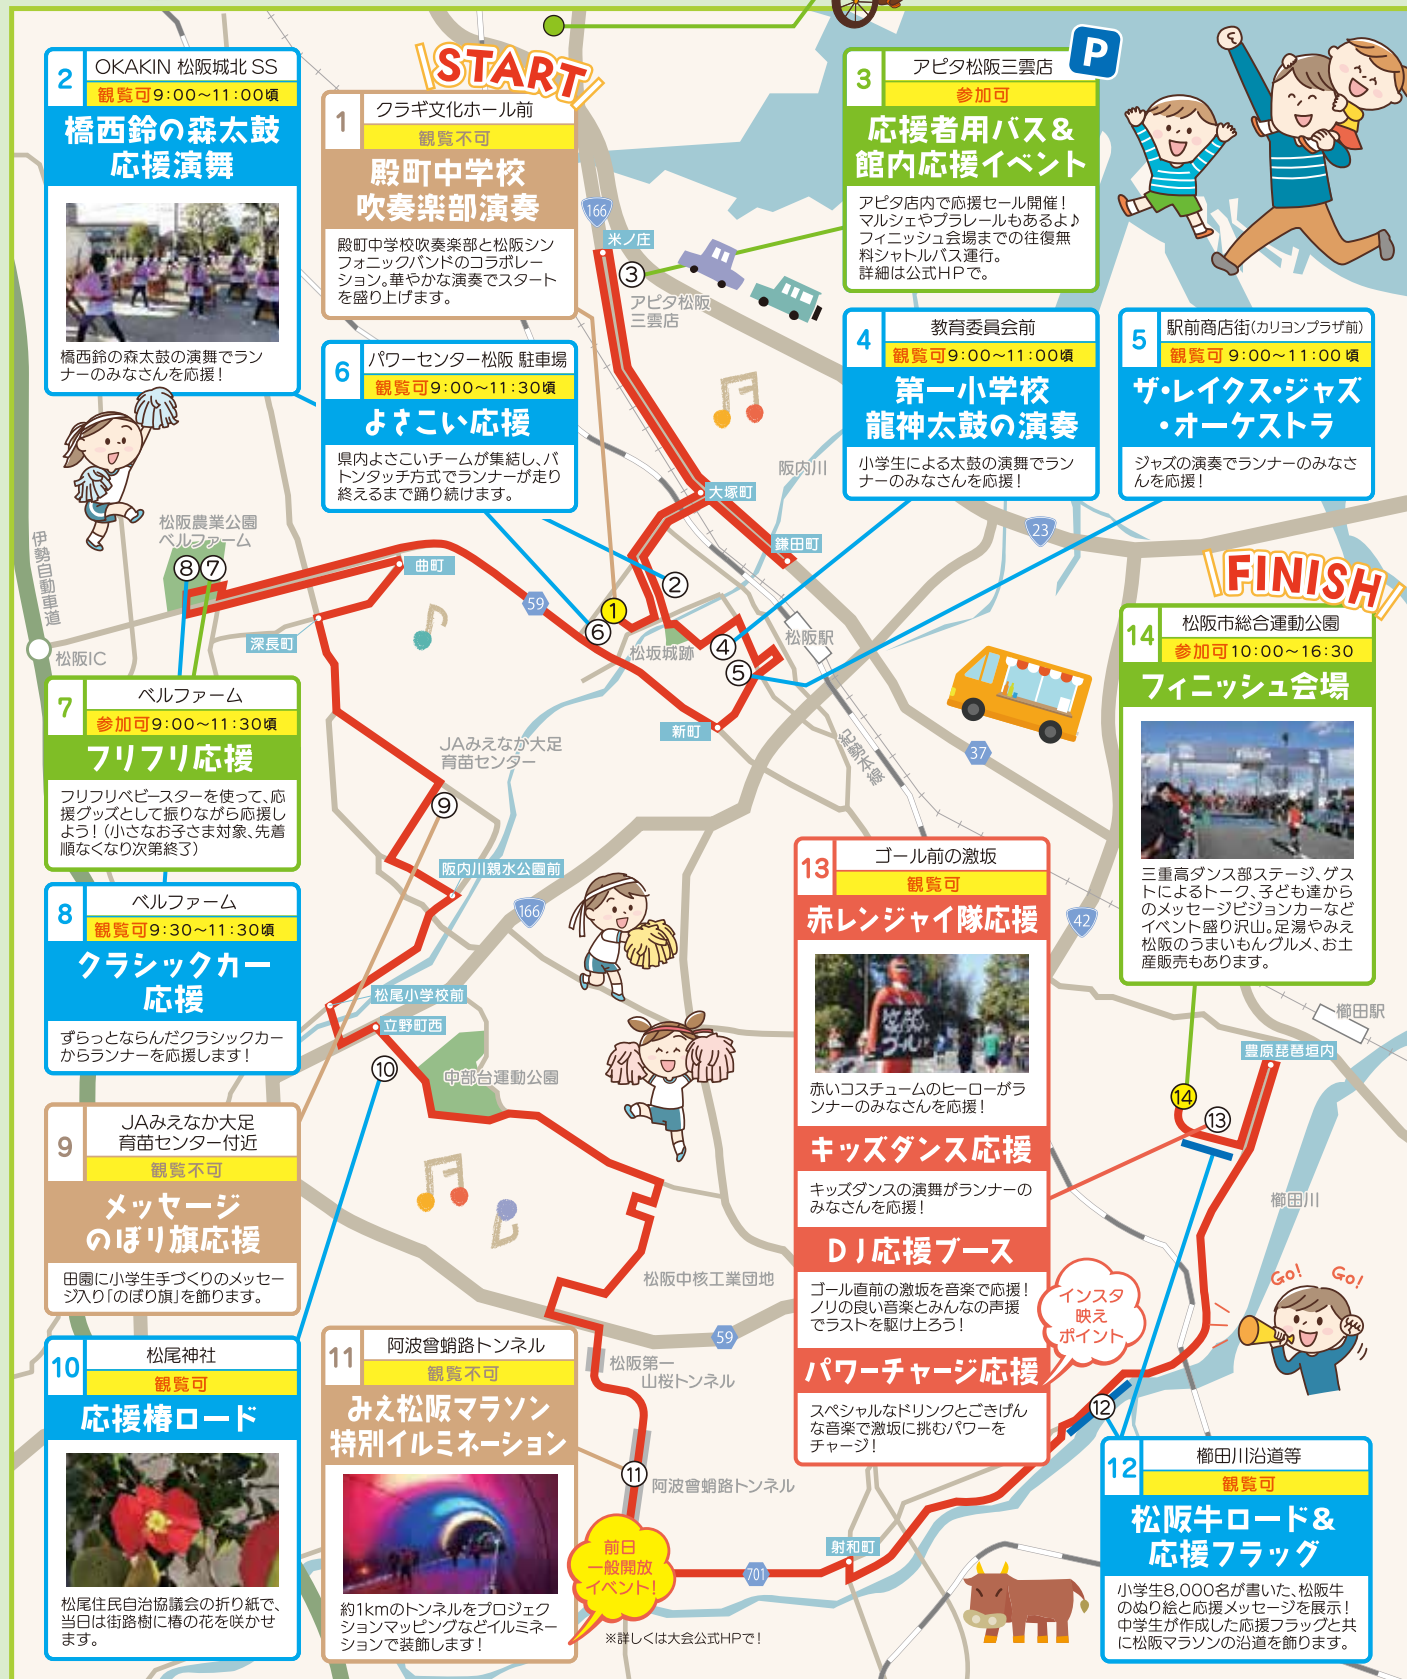 START
2
OKAKIN 松阪城北 SS
観覧可9:00〜11:00頃
橋西鈴の森太鼓
応援演舞
橋西鈴の森太鼓の演舞でラン
ナーのみなさんを応援!
1
クラギ文化ホール前
観覧不可
殿町中学校
吹奏楽部演奏
殿町中学校吹奏楽部と松阪シン
フォニックバンドのコラボレー
ション。華やかな演奏でスタート
を盛り上げます。
3
アピタ松阪三雲店
P
参加可
応援者用バス&
館内応援イベント
アピタ店内で応援セール開催!
マルシェやプラレールもあるよ♪
フィニッシュ会場までの往復無
料シャトルバス運行。
詳細は公式HPで。
6
パワーセンター松阪 駐車場
観覧可9:00〜11:30頃
よさこい応援
県内よさこいチームが集結し、バ
トンタッチ方式でランナーが走り
終えるまで踊り続けます。
4
教育委員会前
観覧可9:00〜11:00頃
第一小学校
龍神太鼓の演奏
小学生による太鼓の演舞でラン
ナーのみなさんを応援!
5
駅前商店街(カリヨンプラザ前)
観覧可 9:00〜11:00 頃
ザ・レイクス・ジャズ
・オーケストラ
ジャズの演奏でランナーのみなさ
んを応援!
166
米ノ庄
③
アピタ松阪
三雲店
阪内川
大塚町
鎌田町
23
松阪農業公園
ベルファーム
伊勢自動車道
⑧⑦
曲町
59
①
②
⑥
松坂城跡
④
⑤
松阪駅
深長町
松阪IC
新町
紀勢本線
37
FINISH
14
松阪市総合運動公園
参加可10:00〜16:30
フィニッシュ会場
三重高ダンス部ステージ、ゲス
トによるトーク、子ども達から
のメッセージビジョンカーなど
イベント盛り沢山。足湯やみえ
松阪のうまいもんグルメ、お土
産販売もあります。
7
ベルファーム
参加可9:00〜11:30頃
フリフリ応援
フリフリベビースターを使って、応
援グッズとして振りながら応援し
よう!(小さなお子さま対象、先着
順なくなり次第終了)
JAみえなか大足
育苗センター
⑨
阪内川親水公園前
166
8
ベルファーム
観覧可9:30〜11:30頃
クラシックカー
応援
ずらっとならんだクラシックカー
からランナーを応援します!
松尾小学校前
立野町西
⑩
中部台運動公園
13
ゴール前の激坂
観覧可
赤レンジャイ隊応援
赤いコスチュームのヒーローがラ
ンナーのみなさんを応援!
キッズダンス応援
キッズダンスの演舞がランナーの
みなさんを応援!
DJ応援ブース
ゴール直前の激坂を音楽で応援!
ノリの良い音楽とみんなの声援
でラストを駆け上ろう!
パワーチャージ応援
スペシャルなドリンクとごきげん
な音楽で激坂に挑むパワーを
チャージ!
インスタ
映え
ポイント
42
櫛田駅
豊原琵琶垣内
⑭
⑬
櫛田川
Go!
Go!
9
JAみえなか大足
育苗センター付近
観覧不可
メッセージ
のぼり旗応援
田園に小学生手づくりのメッセー
ジ入り「のぼり旗」を飾ります。
松阪中核工業団地
59
松阪第一
山桜トンネル
10
松尾神社
観覧可
応援椿ロード
松尾住民自治協議会の折り紙で、
当日は街路樹に椿の花を咲かせ
ます。
11
阿波曾蛸路トンネル
観覧不可
みえ松阪マラソン
特別イルミネーション
約1kmのトンネルをプロジェク
ションマッピングなどイルミネー
ションで装飾します!
⑪
阿波曾蛸路トンネル
前日
一般開放
イベント!
※詳しくは大会公式HPで!
701
射和町
⑫
12
櫛田川沿道等
観覧可
松阪牛ロード&
応援フラッグ
小学生8,000名が書いた、松阪牛
のぬり絵と応援メッセージを展示!
中学生が作成した応援フラッグと共
に松阪マラソンの沿道を飾ります。